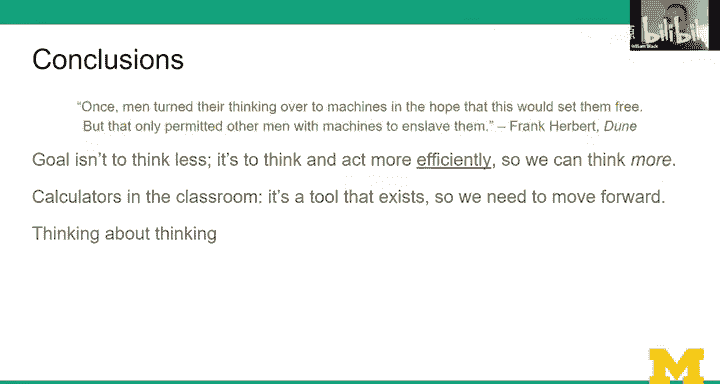 Conclusions
“Once, men turned their thinking over to machines in the hope that this would set them free.
But that only permitted other men with machines to enslave them.” – Frank Herbert, Dune
Goal isn’t to think less; it’s to think and act more efficiently, so we can think more.
Calculators in the classroom: it’s a tool that exists, so we need to move forward.
Thinking about thinking
bilibili
William Black
M